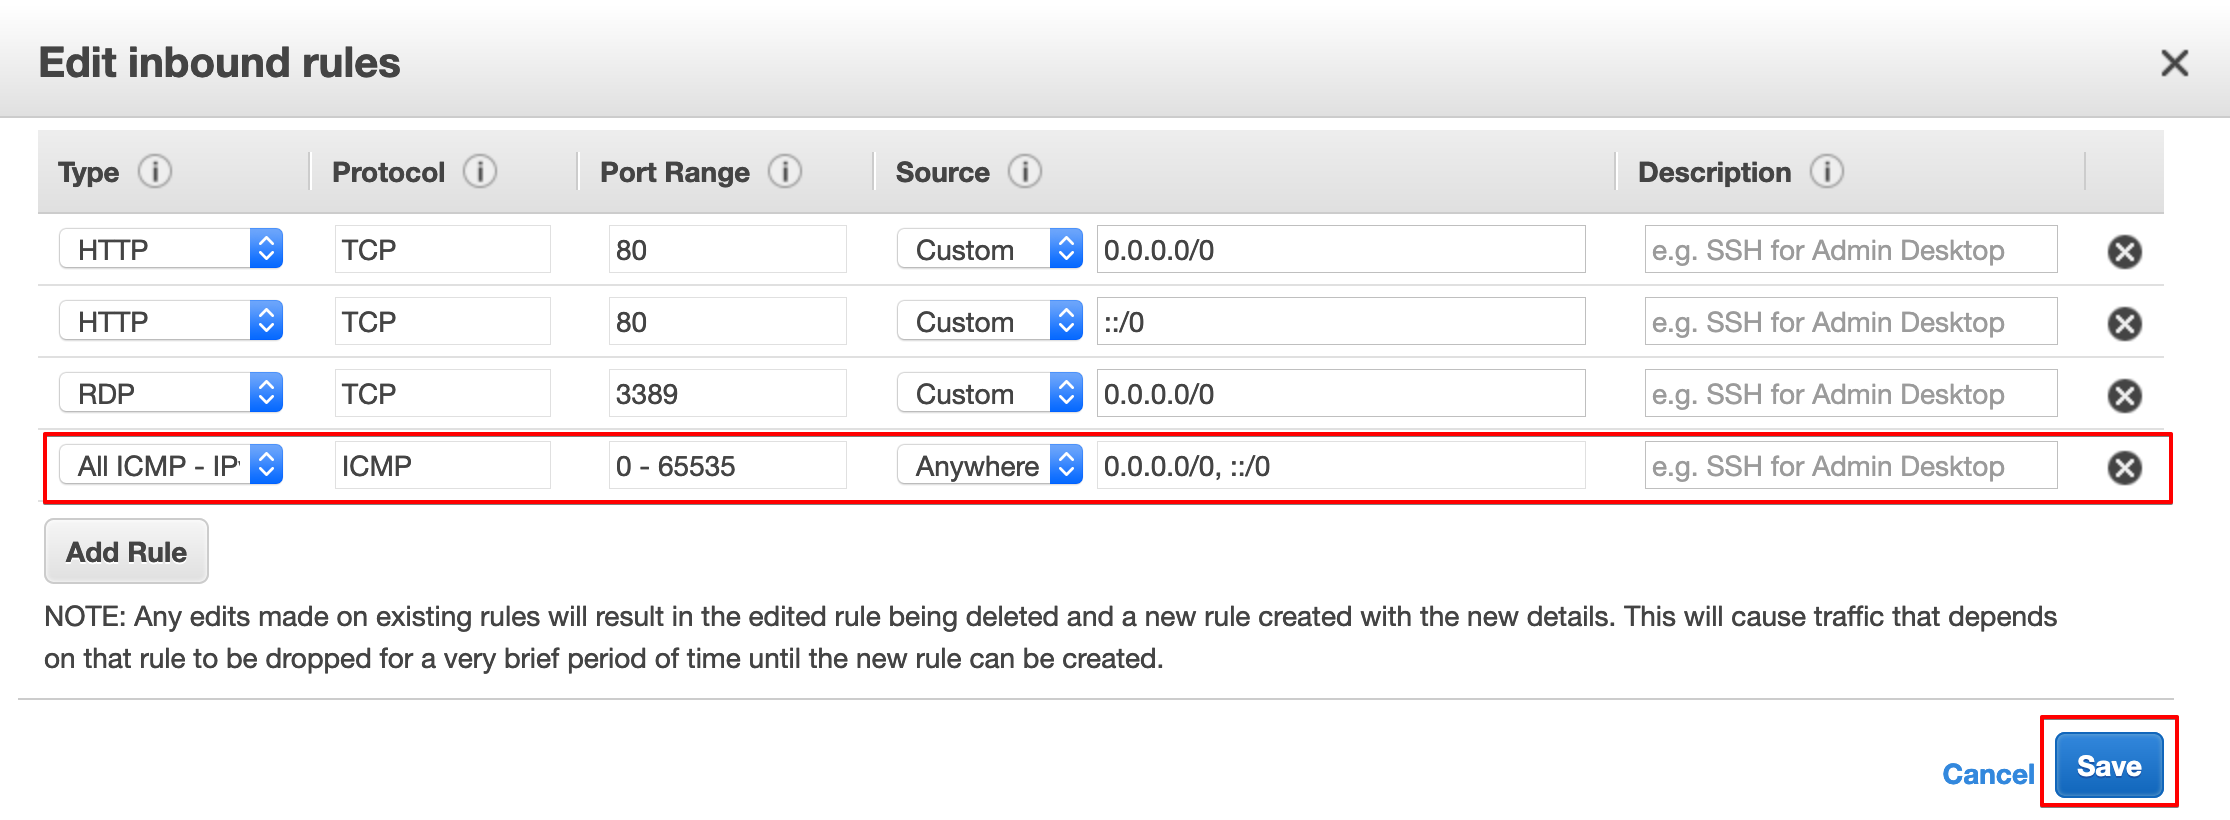 Edit inbound rules
Type Protocol Port Range Source Description
HTTP TCP 80 Custom 0.0.0.0/0 e.g. SSH for Admin Desktop
HTTP TCP 80 Custom ::/0 e.g. SSH for Admin Desktop
RDP TCP 3389 Custom 0.0.0.0/0 e.g. SSH for Admin Desktop
All ICMP - IP ICMP 0 - 65535 Anywhere 0.0.0.0/0, ::/0 e.g. SSH for Admin Desktop
Add Rule
NOTE: Any edits made on existing rules will result in the edited rule being deleted and a new rule created with the new details. This will cause traffic that depends
on that rule to be dropped for a very brief period of time until the new rule can be created.
Cancel Save